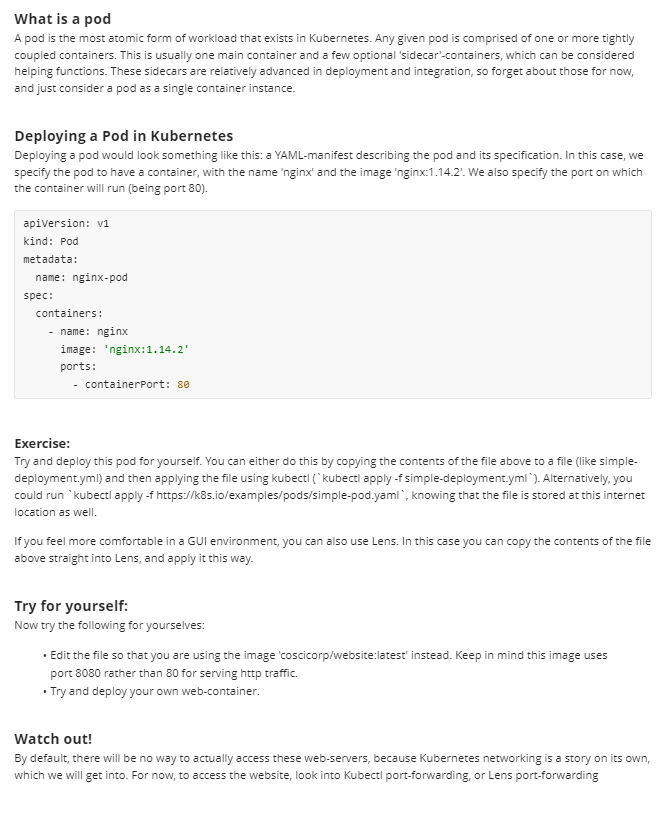 What is a pod
A pod is the most atomic form of workload that exists in Kubernetes. Any given pod is comprised of one or more tightly
coupled containers. This is usually one main container and a few optional 'sidecar'-containers, which can be considered
helping functions. These sidecars are relatively advanced in deployment and integration, so forget about those for now,
and just consider a pod as a single container instance.
Deploying a Pod in Kubernetes
Deploying a pod would look something like this: a YAML-manifest describing the pod and its specification. In this case, we
specify the pod to have a container, with the name 'nginx' and the image 'nginx:1.14.2'. We also specify the port on which
the container will run (being port 80).
apiVersion: v1
kind: Pod
metadata:
  name: nginx-pod
spec:
  containers:
    - name: nginx
      image: 'nginx:1.14.2'
      ports:
        - containerPort: 80
Exercise:
Try and deploy this pod for yourself. You can either do this by copying the contents of the file above to a file (like simple-
deployment.yml) and then applying the file using kubectl (`kubectl apply -f simple-deployment.yml`). Alternatively, you
could run `kubectl apply -f https://k8s.io/examples/pods/simple-pod.yaml`, knowing that the file is stored at this internet
location as well.
If you feel more comfortable in a GUI environment, you can also use Lens. In this case you can copy the contents of the file
above straight into Lens, and apply it this way.
Try for yourself:
Now try the following for yourselves:
• Edit the file so that you are using the image 'coscicorp/website:latest' instead. Keep in mind this image uses
port 8080 rather than 80 for serving http traffic.
• Try and deploy your own web-container.
Watch out!
By default, there will be no way to actually access these web-servers, because Kubernetes networking is a story on its own,
which we will get into. For now, to access the website, look into Kubectl port-forwarding, or Lens port-forwarding